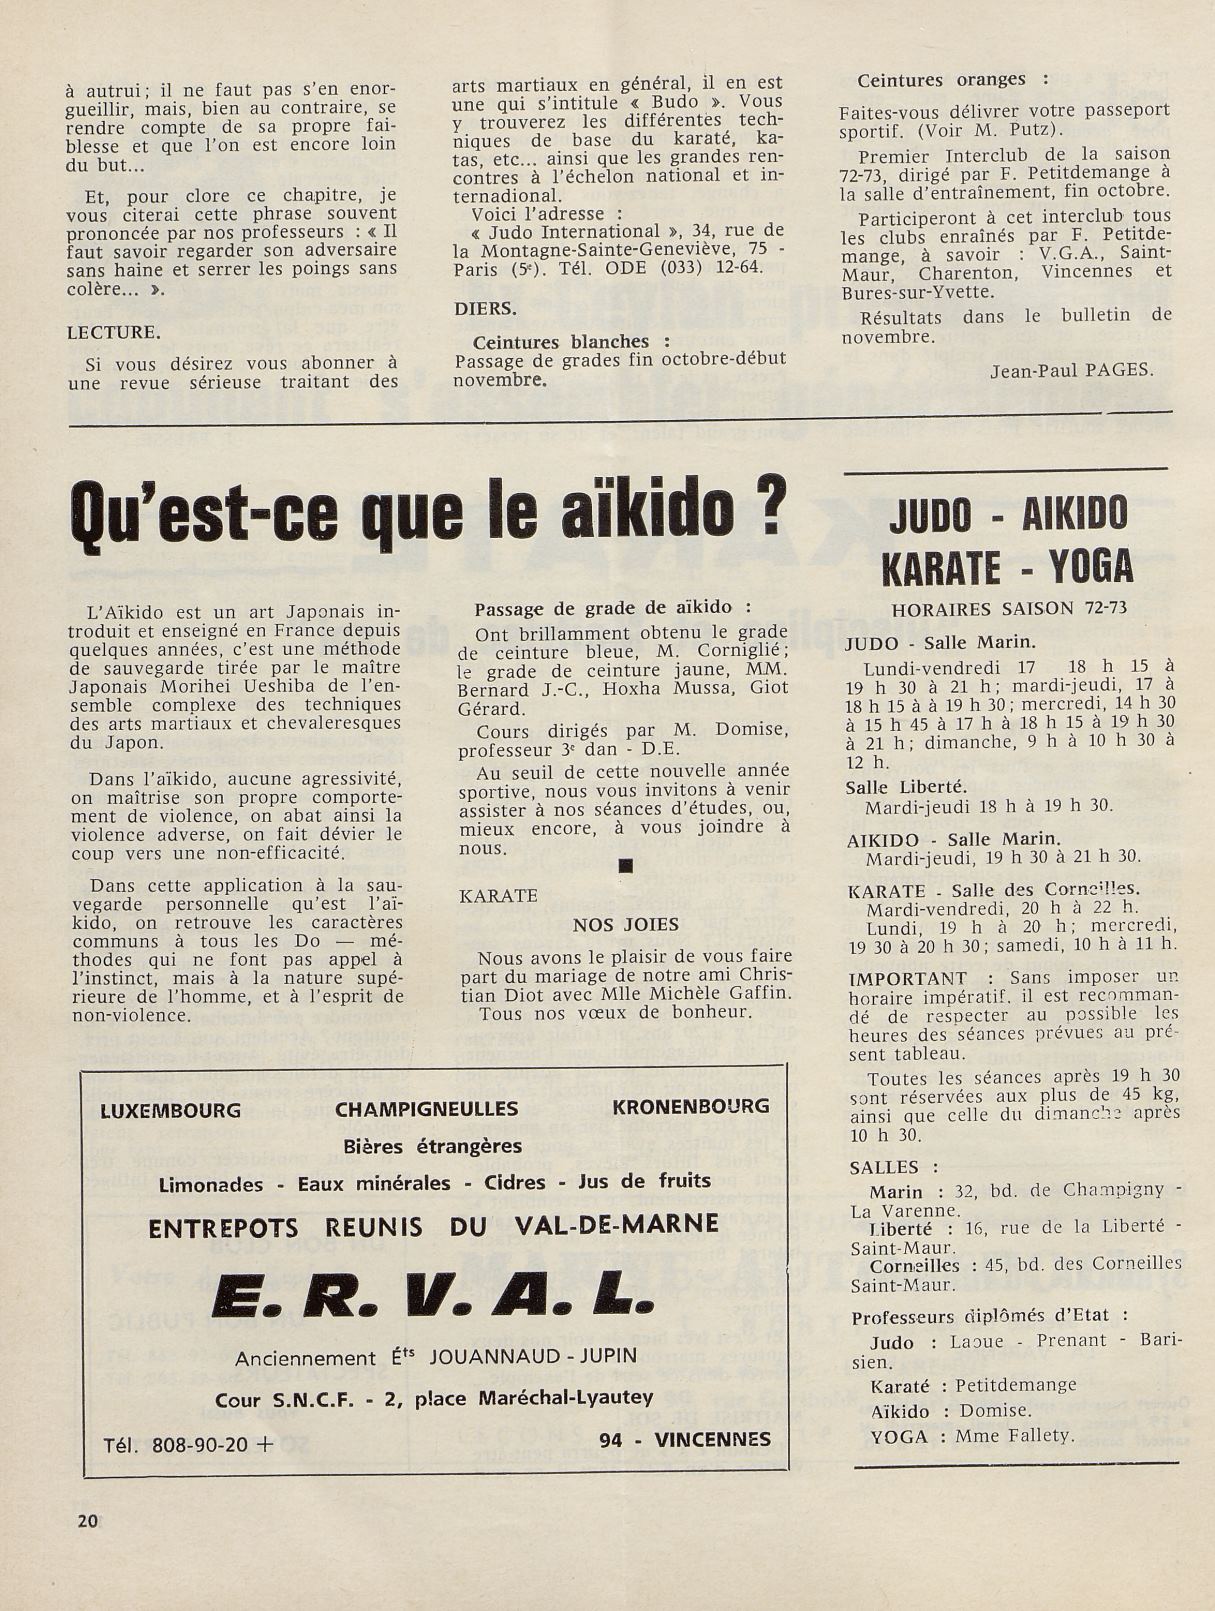 à autrui ; il ne faut pas s'en enor-
gueillir, mais, bien au contraire, se
rendre compte de sa propre fai-
blesse et que l'on est encore loin
du but...
Et, pour clore ce chapitre, je
vous citerai cette phrase souvent
prononcée par nos professeurs : « Il
faut savoir regarder son adversaire
sans haine et serrer les poings sans
colère... ».
LECTURE.
Si vous désirez vous abonner à
une revue sérieuse traitant des
arts martiaux en général, il en est
une qui s'intitule « Budo ». Vous
y trouverez les différentes tech-
niques de base du karaté, ka-
tas, etc... ainsi que les grandes ren-
contres à l'échelon national et in-
ternadional.
Voici l'adresse :
« Judo International », 34, rue de
la Montagne-Sainte-Geneviève, 75 -
Paris (5e). Tél. ODE (033) 12-64.
DIERS.
Ceintures blanches :
Passage de grades fin octobre-début
novembre.
Ceintures oranges :
Faites-vous délivrer votre passeport
sportif. (Voir M. Putz).
Premier Interclub de la saison
72-73, dirigé par F. Petitdemange à
la salle d'entraînement, fin octobre.
Participeront à cet interclub tous
les clubs enraînés par F. Petitde-
mange, à savoir : V.G.A., Saint-
Maur, Charenton, Vincennes et
Bures-sur-Yvette.
Résultats dans le bulletin de
novembre.
Jean-Paul PAGES.
Qu'est-ce que le aïkido ?
L'Aïkido est un art Japonais in-
troduit et enseigné en France depuis
quelques années, c'est une méthode
de sauvegarde tirée par le maître
Japonais Morihei Ueshiba de l'en-
semble complexe des techniques
des arts martiaux et chevaleresques
du Japon.
Dans l'aïkido, aucune agressivité,
on maîtrise son propre comporte-
ment de violence, on abat ainsi la
violence adverse, on fait dévier le
coup vers une non-efficacité.
Dans cette application à la sau-
vegarde personnelle qu'est l'aï-
kido, on retrouve les caractères
communs à tous les Do — mé-
thodes qui ne font pas appel à
l'instinct, mais à la nature supé-
rieure de l'homme, et à l'esprit de
non-violence.
Passage de grade de aïkido :
Ont brillamment obtenu le grade
de ceinture bleue, M. Corniglié ;
le grade de ceinture jaune, MM.
Bernard J.-C., Hoxha Mussa, Giot
Gérard.
Cours dirigés par M. Domise,
professeur 3e dan - D.E.
Au seuil de cette nouvelle année
sportive, nous vous invitons à venir
assister à nos séances d'études, ou,
mieux encore, à vous joindre à
nous.
■
KARATE
NOS JOIES
Nous avons le plaisir de vous faire
part du mariage de notre ami Chris-
tian Diot avec Mlle Michèle Gaffin.
Tous nos vœux de bonheur.
JUDO - AIKIDO
KARATE - YOGA
HORAIRES SAISON 72-73
JUDO - Salle Marin.
Lundi-vendredi 17 18 h 15 à
19 h 30 à 21 h ; mardi-jeudi, 17 à
18 h 15 à à 19 h 30 ; mercredi, 14 h 30
à 15 h 45 à 17 h à 18 h 15 à 19 h 30
à 21 h ; dimanche, 9 h à 10 h 30 à
12 h.
Salle Liberté.
Mardi-jeudi 18 h à 19 h 30.
AIKIDO - Salle Marin.
Mardi-jeudi, 19 h 30 à 21 h 30.
KARATE - Salle des Corneilles.
Mardi-vendredi, 20 h à 22 h.
Lundi, 19 h à 20 h ; mercredi,
19 30 à 20 h 30 ; samedi, 10 h à 11 h.
IMPORTANT : Sans imposer un
horaire impératif, il est recomman-
dé de respecter au possible les
heures des séances prévues au pré-
sent tableau.
Toutes les séances après 19 h 30
sont réservées aux plus de 45 kg,
ainsi que celle du dimanche après
10 h 30.
SALLES :
Marin : 32, bd. de Champigny -
La Varenne.
Liberté : 16, rue de la Liberté -
Saint-Maur.
Corneilles : 45, bd. des Corneilles
Saint-Maur.
Professeurs diplômés d'Etat :
Judo : Laoue - Prenant - Bari-
sien.
Karaté : Petitdemange
Aïkido : Domise.
YOGA : Mme Fallety.
LUXEMBOURG CHAMPIGNEULLES KRONENBOURG
Bières étrangères
Limonades - Eaux minérales - Cidres - Jus de fruits
ENTREPOTS REUNIS DU VAL-DE-MARNE
E. R. V. A. L.
Anciennement Éts JOUANNAUD - JUPIN
Cour S.N.C.F. - 2, place Maréchal-Lyautey
Tél. 808-90-20 + 94 - VINCENNES
20